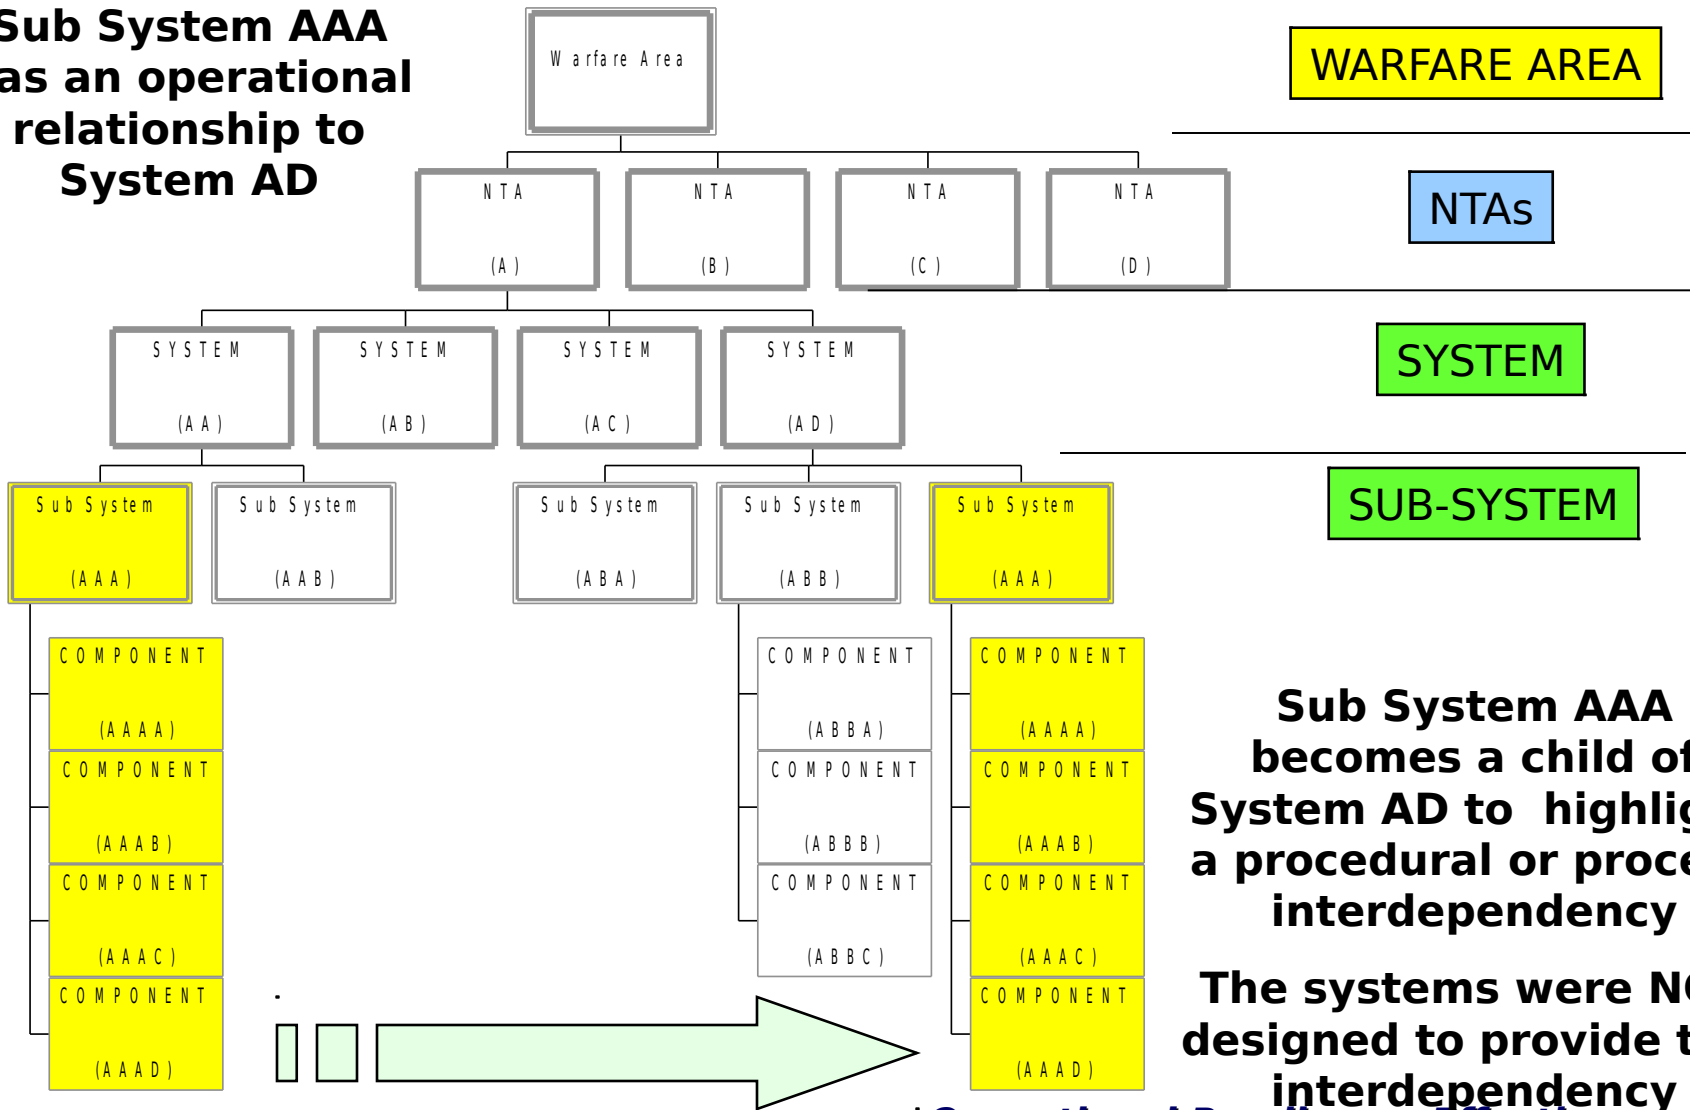 Sub System AAA
as an operational
relationship to
System AD
Warfare Area
WARFARE AREA
NTA
(A)
NTA
(B)
NTA
(C)
NTA
(D)
NTAs
SYSTEM
(AA)
SYSTEM
(AB)
SYSTEM
(AC)
SYSTEM
(AD)
SYSTEM
Sub System
(AAA)
Sub System
(AAB)
Sub System
(ABA)
Sub System
(ABB)
Sub System
(AAA)
SUB-SYSTEM
COMPONENT
(AAAA)
COMPONENT
(AAAB)
COMPONENT
(AAAC)
COMPONENT
(AAAD)
COMPONENT
(ABBA)
COMPONENT
(ABBB)
COMPONENT
(ABBC)
COMPONENT
(AAAA)
COMPONENT
(AAAB)
COMPONENT
(AAAC)
COMPONENT
(AAAD)
Sub System AAA
becomes a child of
System AD to highlig
a procedural or proce
interdependency
The systems were N
designed to provide t
interdependency